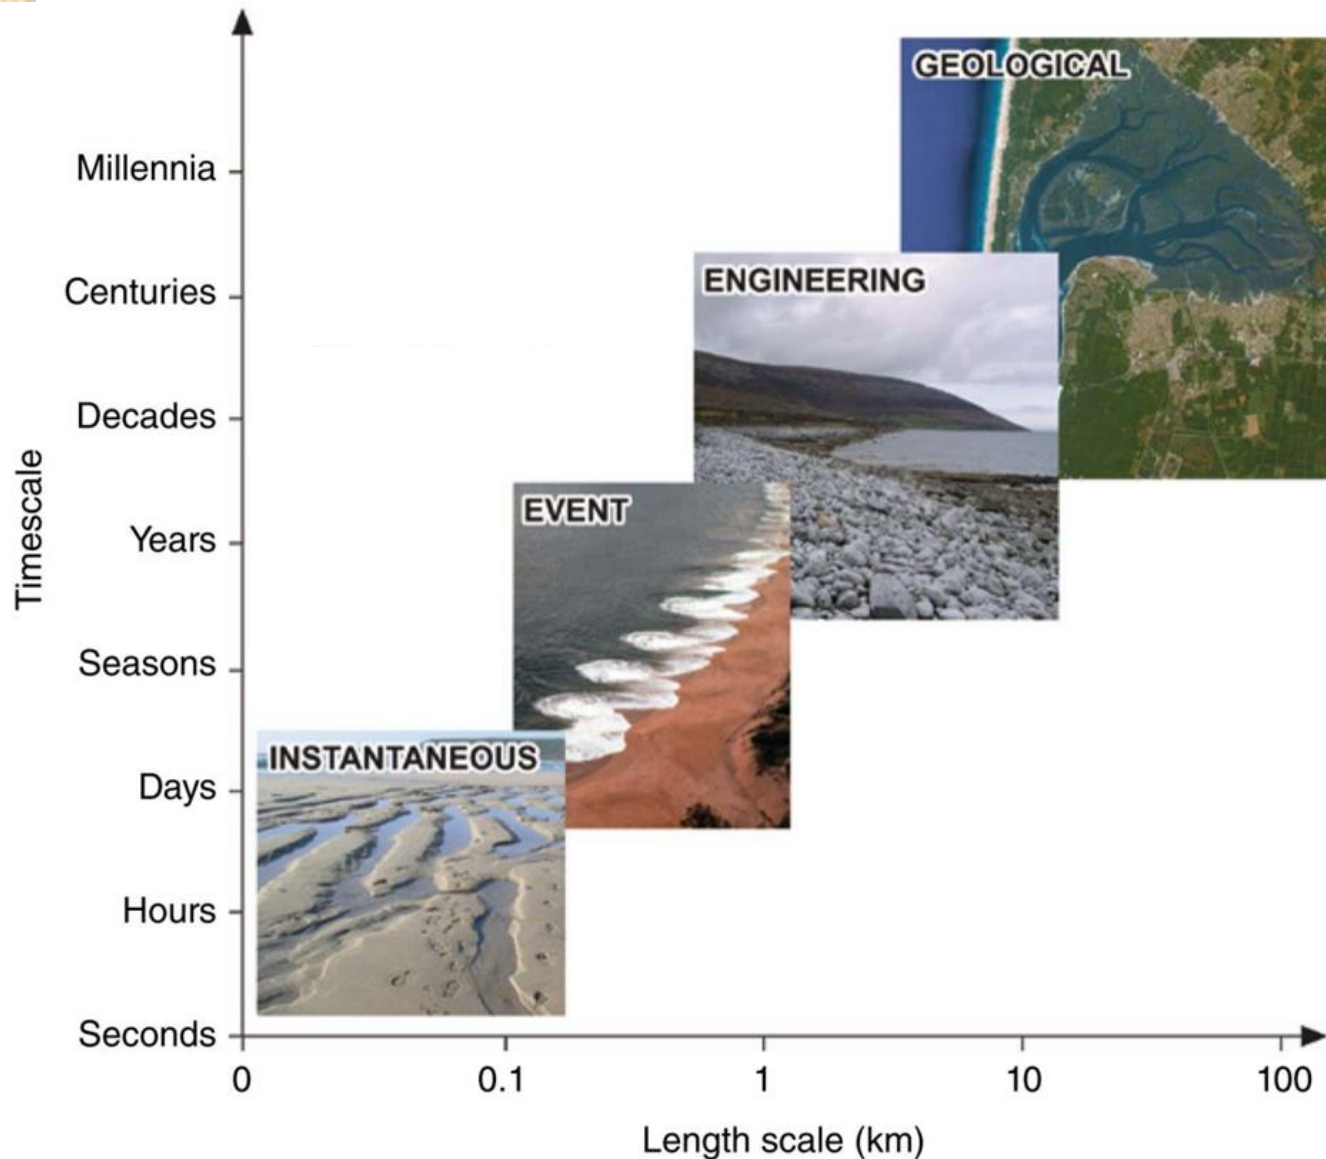 GEOLOGICAL
Millennia
ENGINEERING
Centuries
Decades
Timescale
EVENT
Years
Seasons
INSTANTANEOUS
Days
Hours
Seconds
0 0.1 1 10 100
Length scale (km)